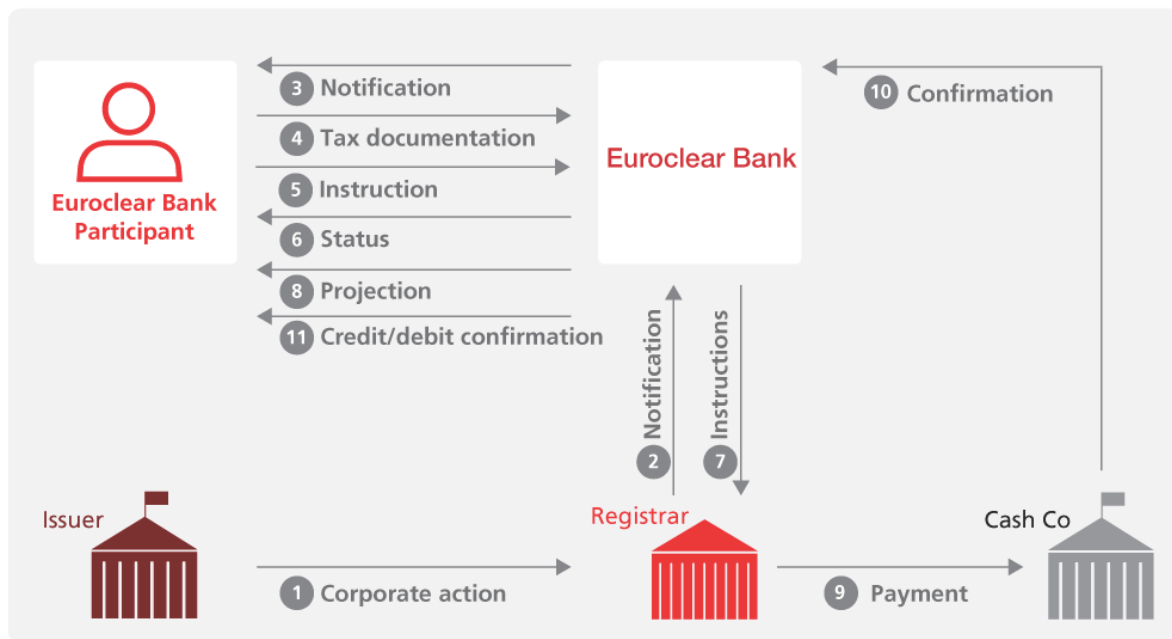 3 Notification
10 Confirmation
4 Tax documentation
Euroclear Bank
5 Instruction
Euroclear Bank
Participant
6 Status
8 Projection
11 Credit/debit confirmation
2 Notification
7 Instructions
Issuer
Registrar
Cash Co
1 Corporate action
9 Payment